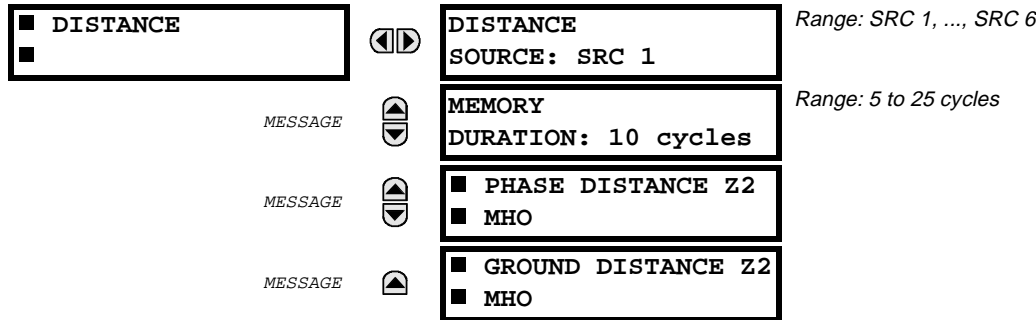 ■ DISTANCE
■
DISTANCE
SOURCE: SRC 1
Range: SRC 1, ..., SRC 6
MESSAGE
MEMORY
DURATION: 10 cycles
Range: 5 to 25 cycles
MESSAGE
■ PHASE DISTANCE Z2
■ MHO
MESSAGE
■ GROUND DISTANCE Z2
■ MHO